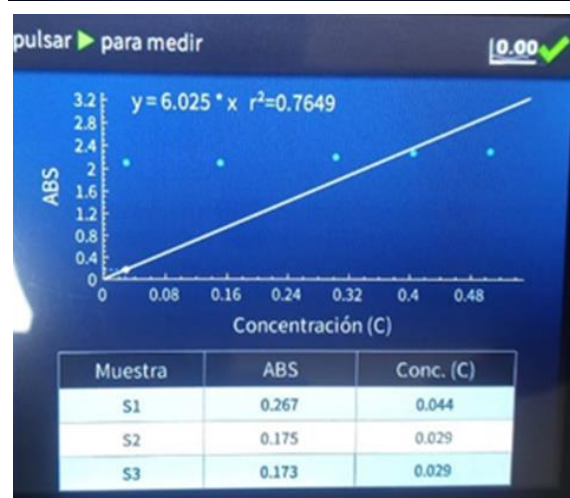 pulsar ▶ para medir 0.00
y = 6.025 * x r²=0.7649
ABS
3.2
2.8
2.4
2
1.6
1.2
0.8
0.4
0
0 0.08 0.16 0.24 0.32 0.4 0.48
Concentración (C)
Muestra ABS Conc. (C)
S1 0.267 0.044
S2 0.175 0.029
S3 0.173 0.029